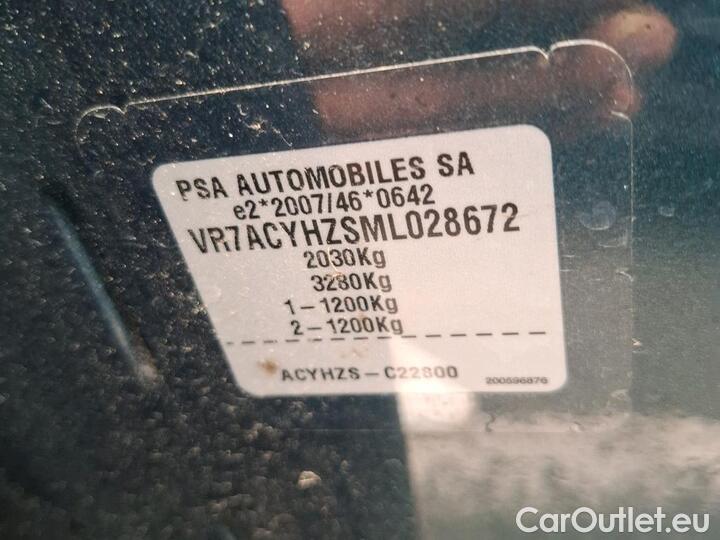 PSA AUTOMOBILES SA
e2*2007/46*0642
VR7ACYHZSML028672
2030Kg
3280Kg
1-1200Kg
2-1200Kg
ACYHZS-C22800
200596876
CarOutlet.eu